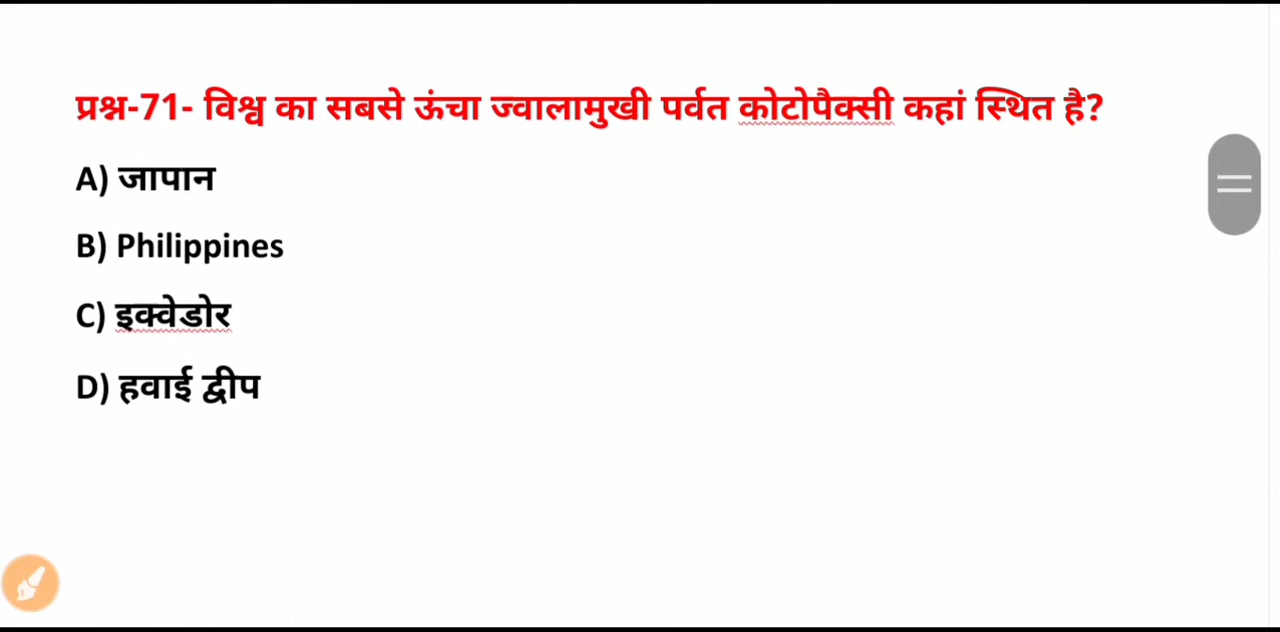 प्रश्न-71- विश्व का सबसे ऊंचा ज्वालामुखी पर्वत कोटोपैक्सी कहां स्थित है?
A) जापान
B) Philippines
C) इक्वेडोर
D) हवाई द्वीप